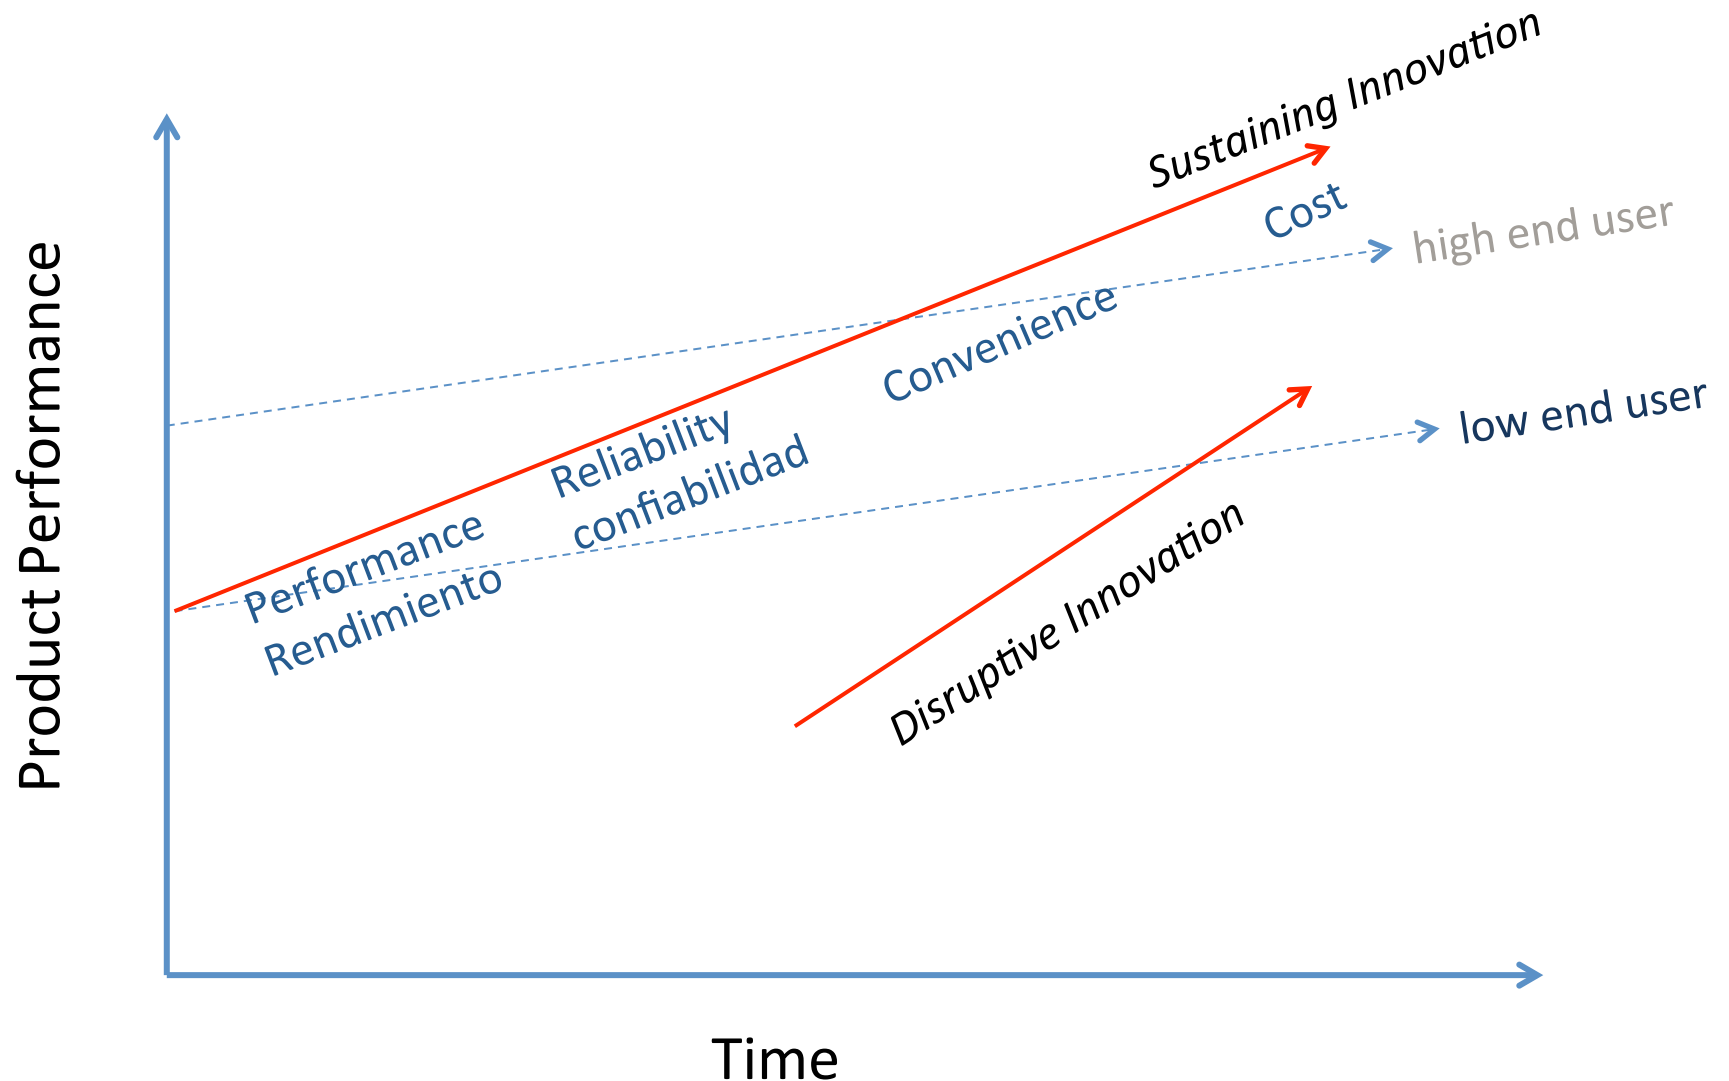 Sustaining Innovation
Cost
high end user
Convenience
Reliability
confiabilidad
low end user
Performance
Rendimiento
Disruptive Innovation
Product Performance
Time